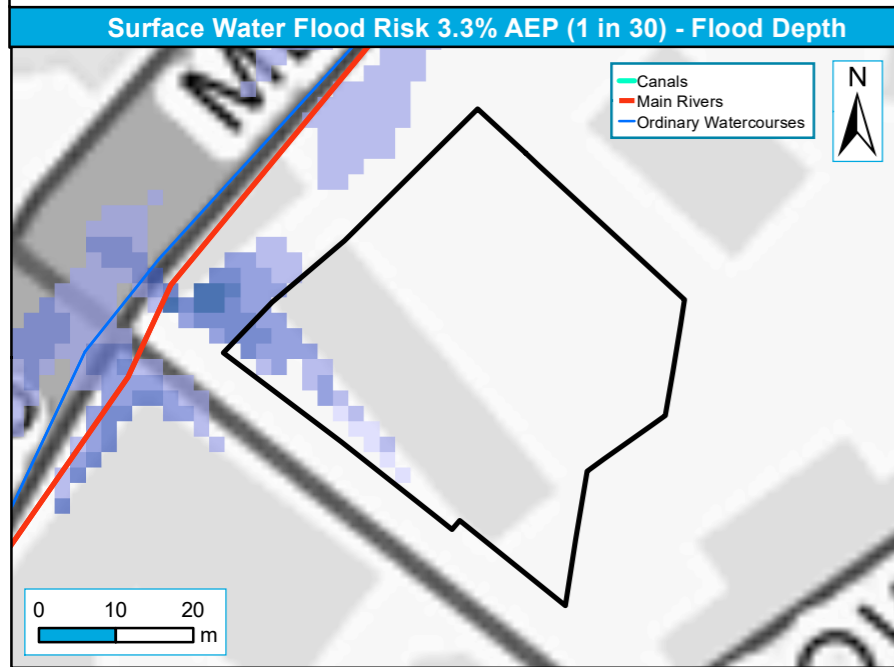 Surface Water Flood Risk 3.3% AEP (1 in 30) - Flood Depth
Canals
Main Rivers
Ordinary Watercourses
N
0 10 20
m